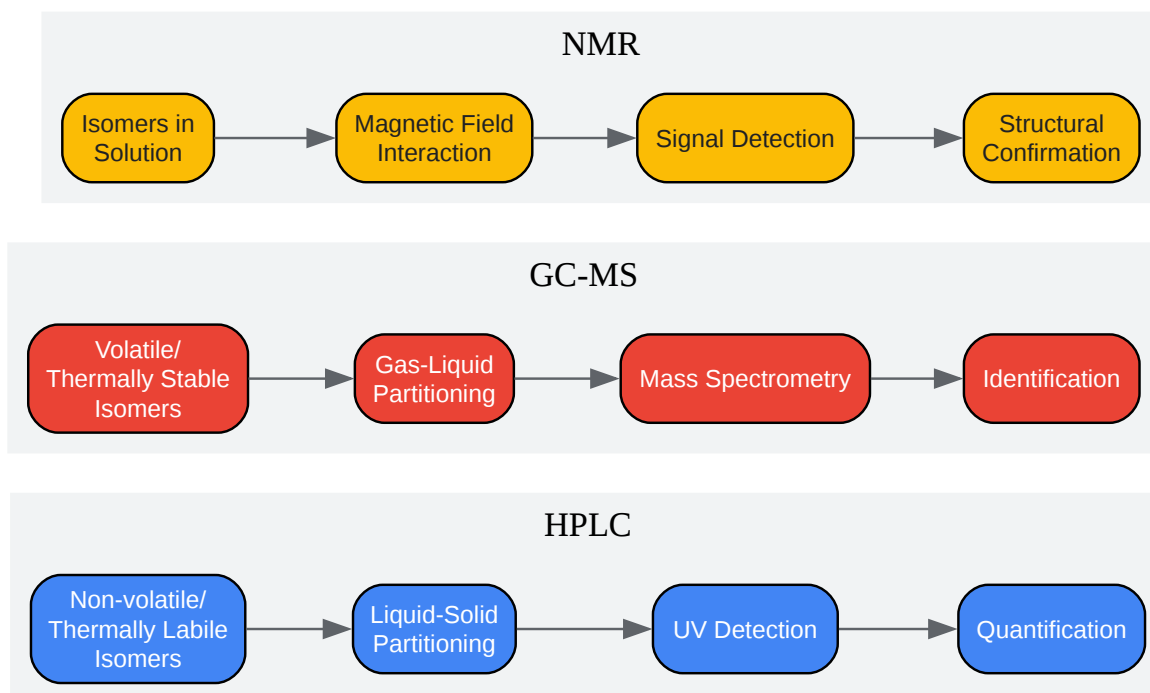 NMR
Isomers in
Solution
Magnetic Field
Interaction
Signal Detection
Structural
Confirmation
GC-MS
Volatile/
Thermally Stable
Isomers
Gas-Liquid
Partitioning
Mass Spectrometry
Identification
HPLC
Non-volatile/
Thermally Labile
Isomers
Liquid-Solid
Partitioning
UV Detection
Quantification